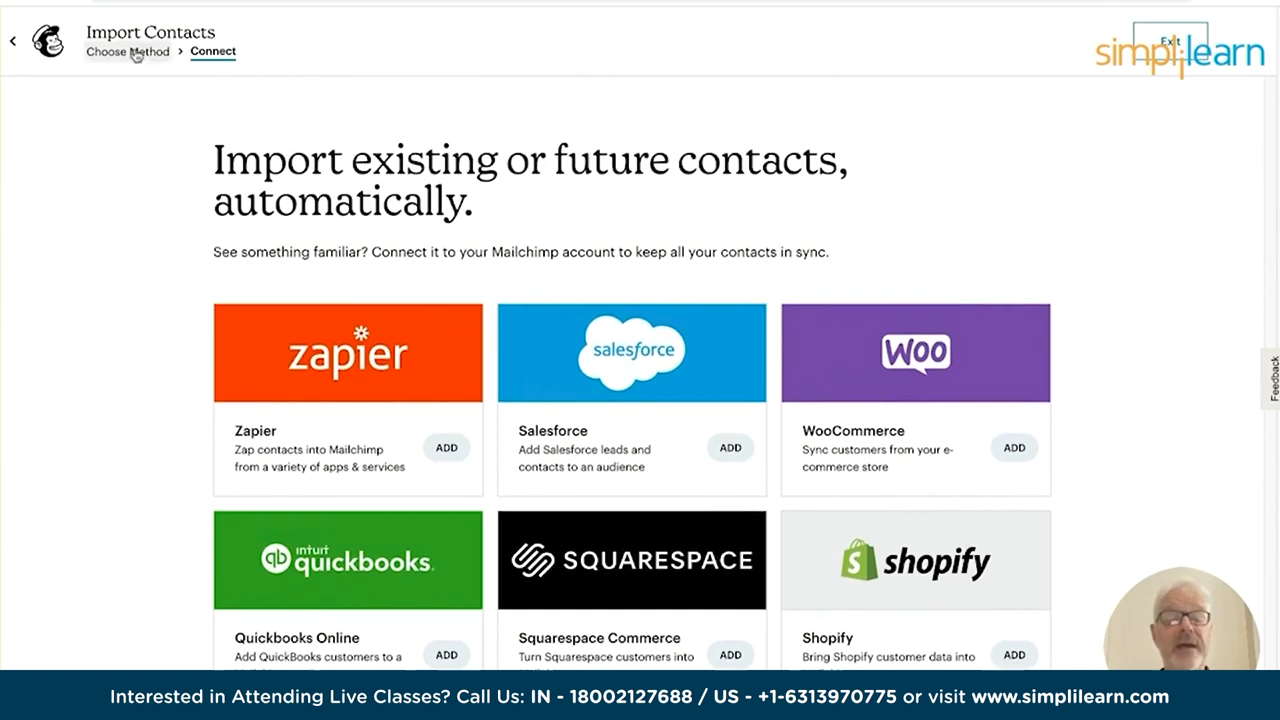 Import Contacts
Choose Method > Connect
Exit
simplilearn
Import existing or future contacts,
automatically.
See something familiar? Connect it to your Mailchimp account to keep all your contacts in sync.
zapier
salesforce
WOO
Zapier
Zap contacts into Mailchimp
from a variety of apps & services
ADD
Salesforce
Add Salesforce leads and
contacts to an audience
ADD
WooCommerce
Sync customers from your e-
commerce store
ADD
Feedback
qb intuit quickbooks.
SQUARESPACE
shopify
Quickbooks Online
Add QuickBooks customers to a
ADD
Squarespace Commerce
Turn Squarespace customers into
ADD
Shopify
Bring Shopify customer data into
ADD
Interested in Attending Live Classes? Call Us: IN - 18002127688 / US - +1-6313970775 or visit www.simplilearn.com